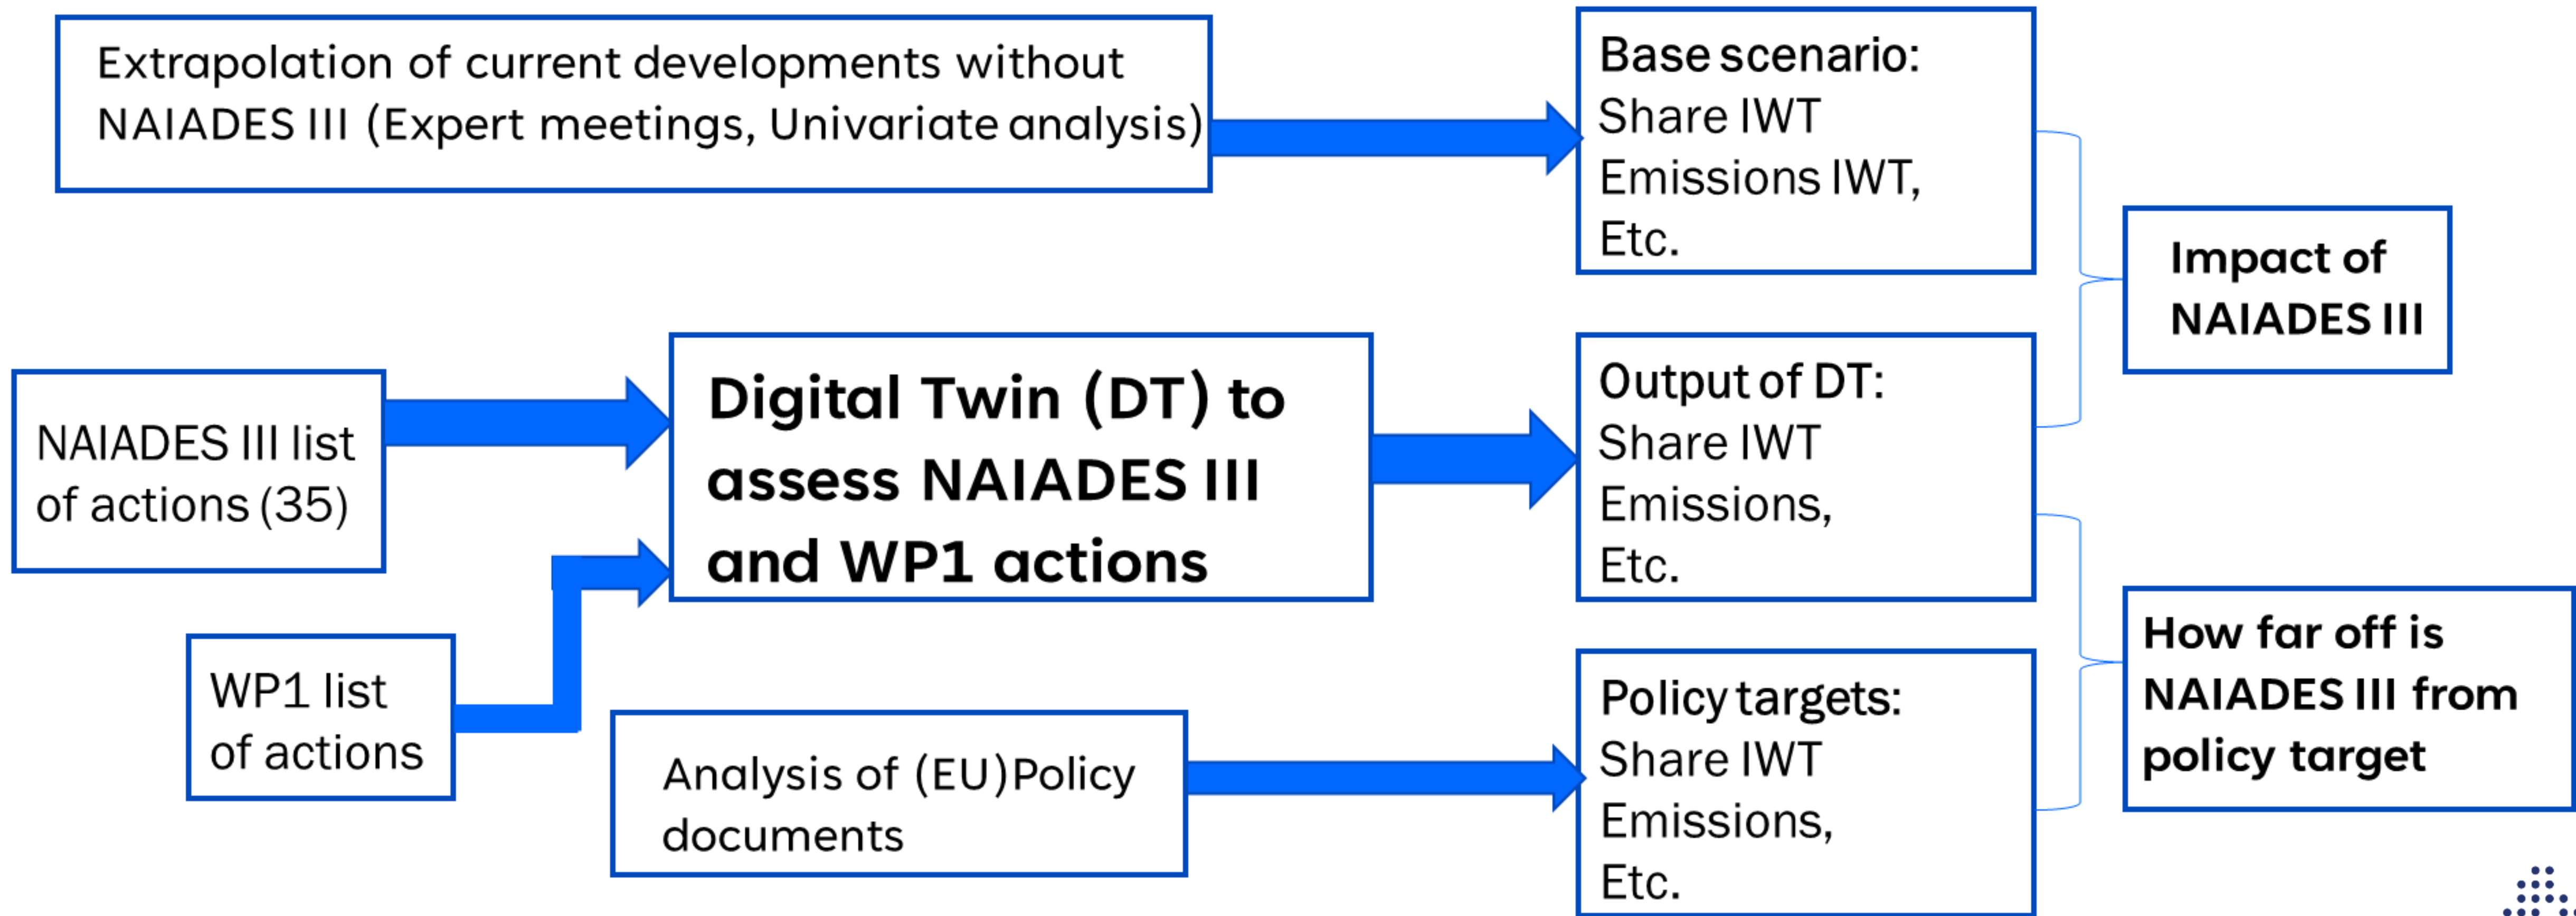 Extrapolation of current developments without
NAIADES III (Expert meetings, Univariate analysis)
Base scenario:
Share IWT
Emissions IWT,
Etc.
Impact of
NAIADES III
NAIADES III list
of actions (35)
Digital Twin (DT) to
assess NAIADES III
and WP1 actions
Output of DT:
Share IWT
Emissions,
Etc.
WP1 list
of actions
Analysis of (EU)Policy
documents
Policy targets:
Share IWT
Emissions,
Etc.
How far off is
NAIADES III from
policy target